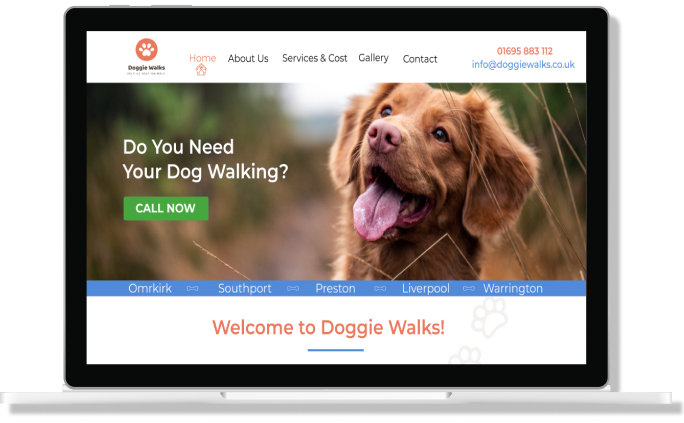 Doggie Walks
Home
About Us
Services & Cost
Gallery
Contact
01695 883 112
info@doggiewalks.co.uk
Do You Need
Your Dog Walking?
CALL NOW
Omrkirk
Southport
Preston
Liverpool
Warrington
Welcome to Doggie Walks!